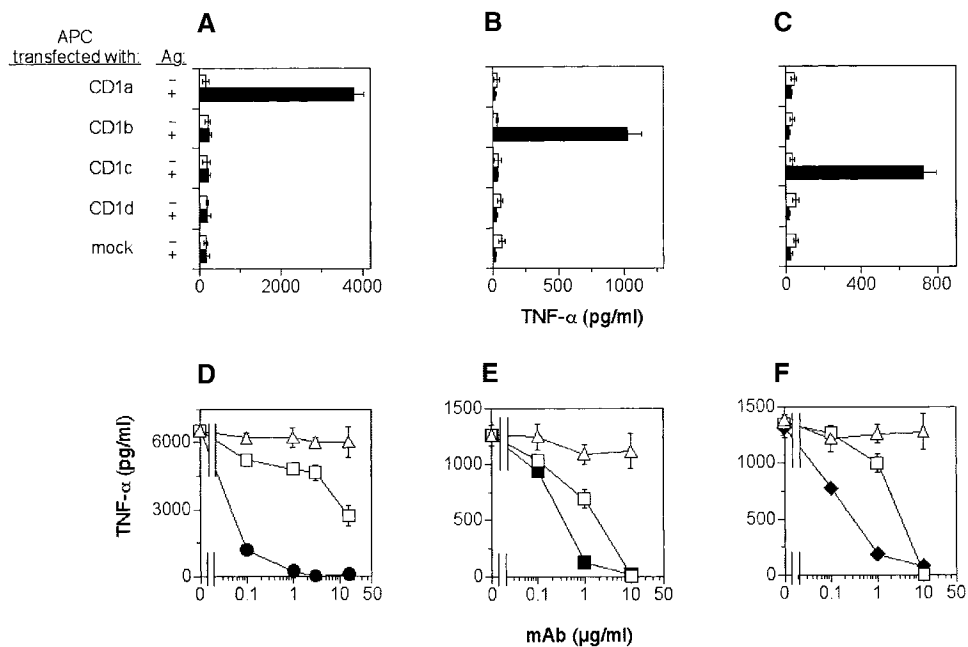 A B C
APC
transfected with: Ag:
CD1a − +
CD1b − +
CD1c − +
CD1d − +
mock − +
0 2000 4000
0 500 1000
0 400 800
TNF-α (pg/ml)
D E F
TNF-α (pg/ml)
6000
3000
0
1500
1000
500
0
1500
1000
500
0
0 0.1 1 10 50
0 0.1 1 10 50
0 0.1 1 10 50
mAb (µg/ml)